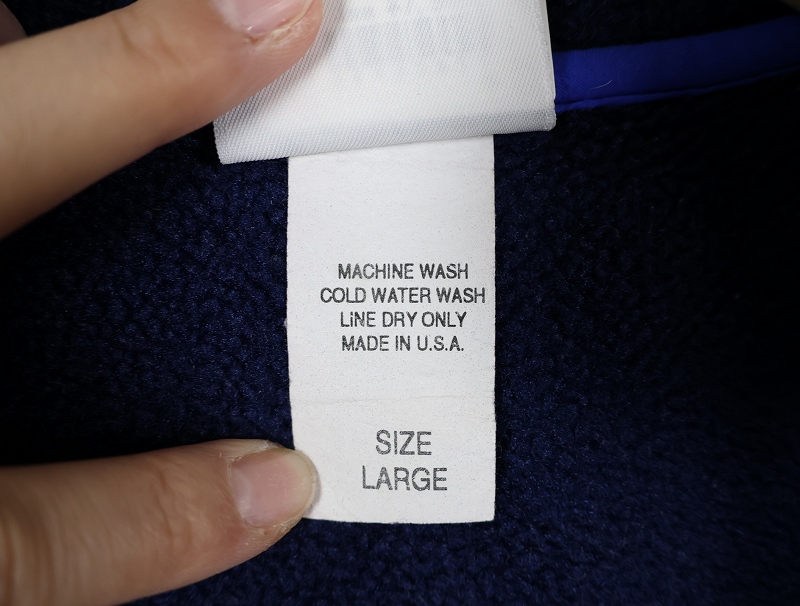 MACHINE WASH
COLD WATER WASH
LINE DRY ONLY
MADE IN U.S.A.
SIZE
LARGE